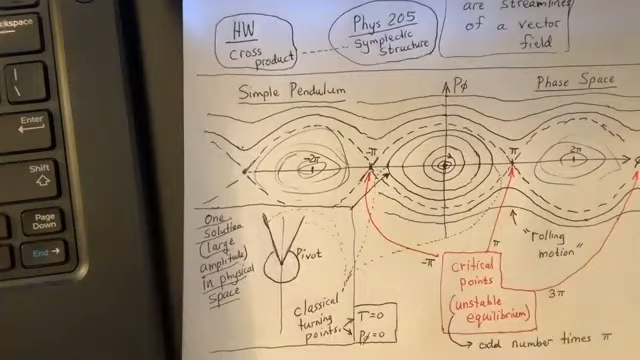 HW
Cross
product
Phys 205
Symplectic
Structure
are streamlines
of a vector
field
Simple Pendulum
Pϕ
Phase Space
-2π
-π
π
2π
One
solution
(large
amplitude)
in physical
space
Pivot
Classical
turning
points
T=0
Pϕ=0
-π
π
3π
Critical
points
(unstable
equilibrium)
"rolling
motion"
odd number times π
Backspace
|
\
Enter
Shift
Page
Down
End